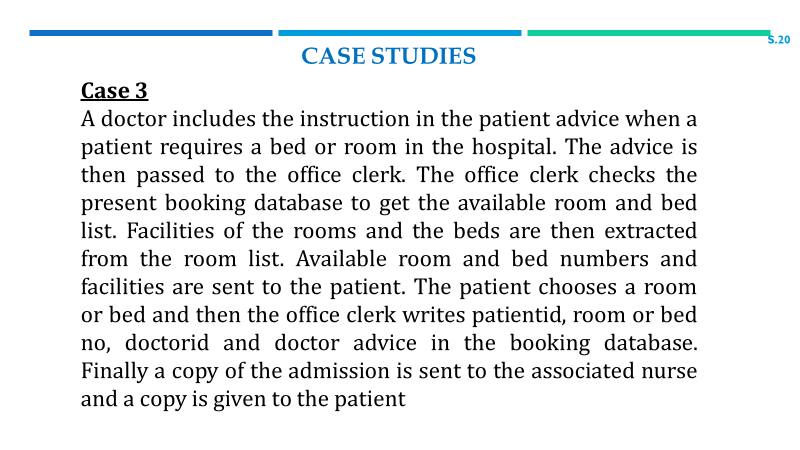 S.20
CASE STUDIES
Case 3
A doctor includes the instruction in the patient advice when a
patient requires a bed or room in the hospital. The advice is
then passed to the office clerk. The office clerk checks the
present booking database to get the available room and bed
list. Facilities of the rooms and the beds are then extracted
from the room list. Available room and bed numbers and
facilities are sent to the patient. The patient chooses a room
or bed and then the office clerk writes patientid, room or bed
no, doctorid and doctor advice in the booking database.
Finally a copy of the admission is sent to the associated nurse
and a copy is given to the patient